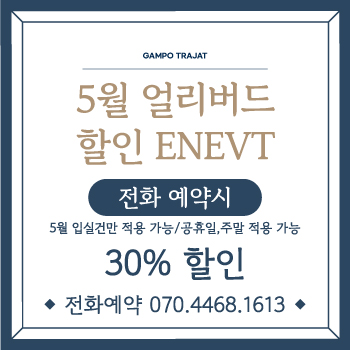 GAMPO TRAJAT
5월 얼리버드
할인 ENEVT
전화 예약시
5월 입실건만 적용 가능/공휴일,주말 적용 가능
30% 할인
◆ 전화예약 070.4468.1613 ◆